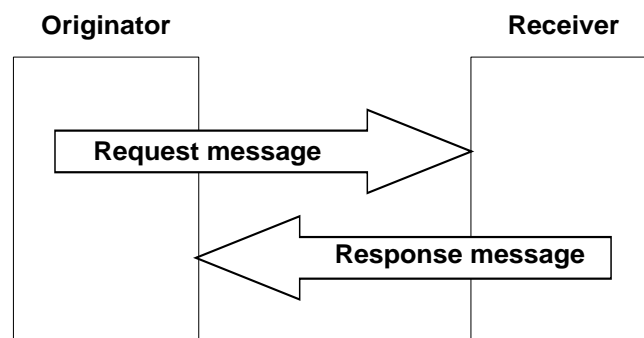 Originator
Receiver
Request message
Response message